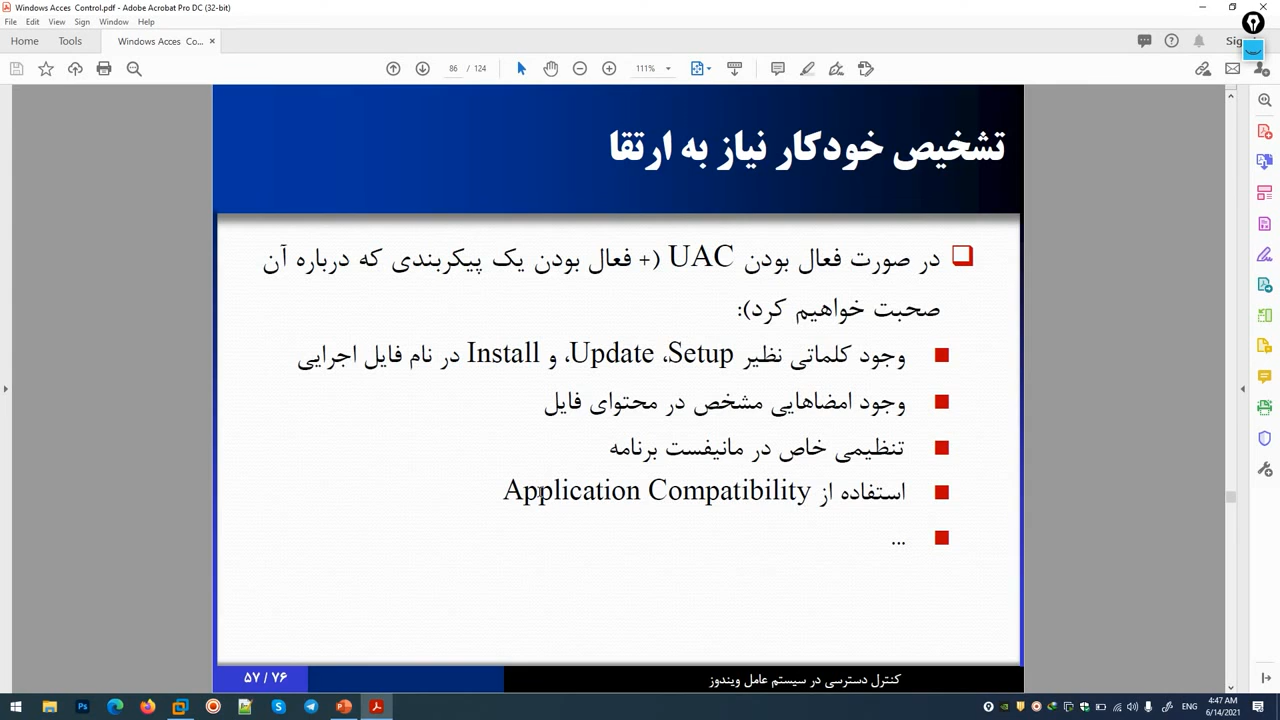 Windows Acces Control.pdf - Adobe Acrobat Pro DC (32-bit)
File Edit View Sign Window Help
Home Tools Windows Acces Co... ×
Sig
86 / 124 111%
تشخیص خودکار نیاز به ارتقا
در صورت فعال بودن UAC (+ فعال بودن یک پیکربندی که درباره آن
صحبت خواهیم کرد):
وجود کلماتی نظیر Setup، Update، و Install در نام فایل اجرایی
وجود امضاهایی مشخص در محتوای فایل
تنظیمی خاص در مانیفست برنامه
استفاده از Application Compatibility
...
۵۷ / ۷۶
کنترل دسترسی در سیستم عامل ویندوز
ENG
4:47 AM
6/14/2021